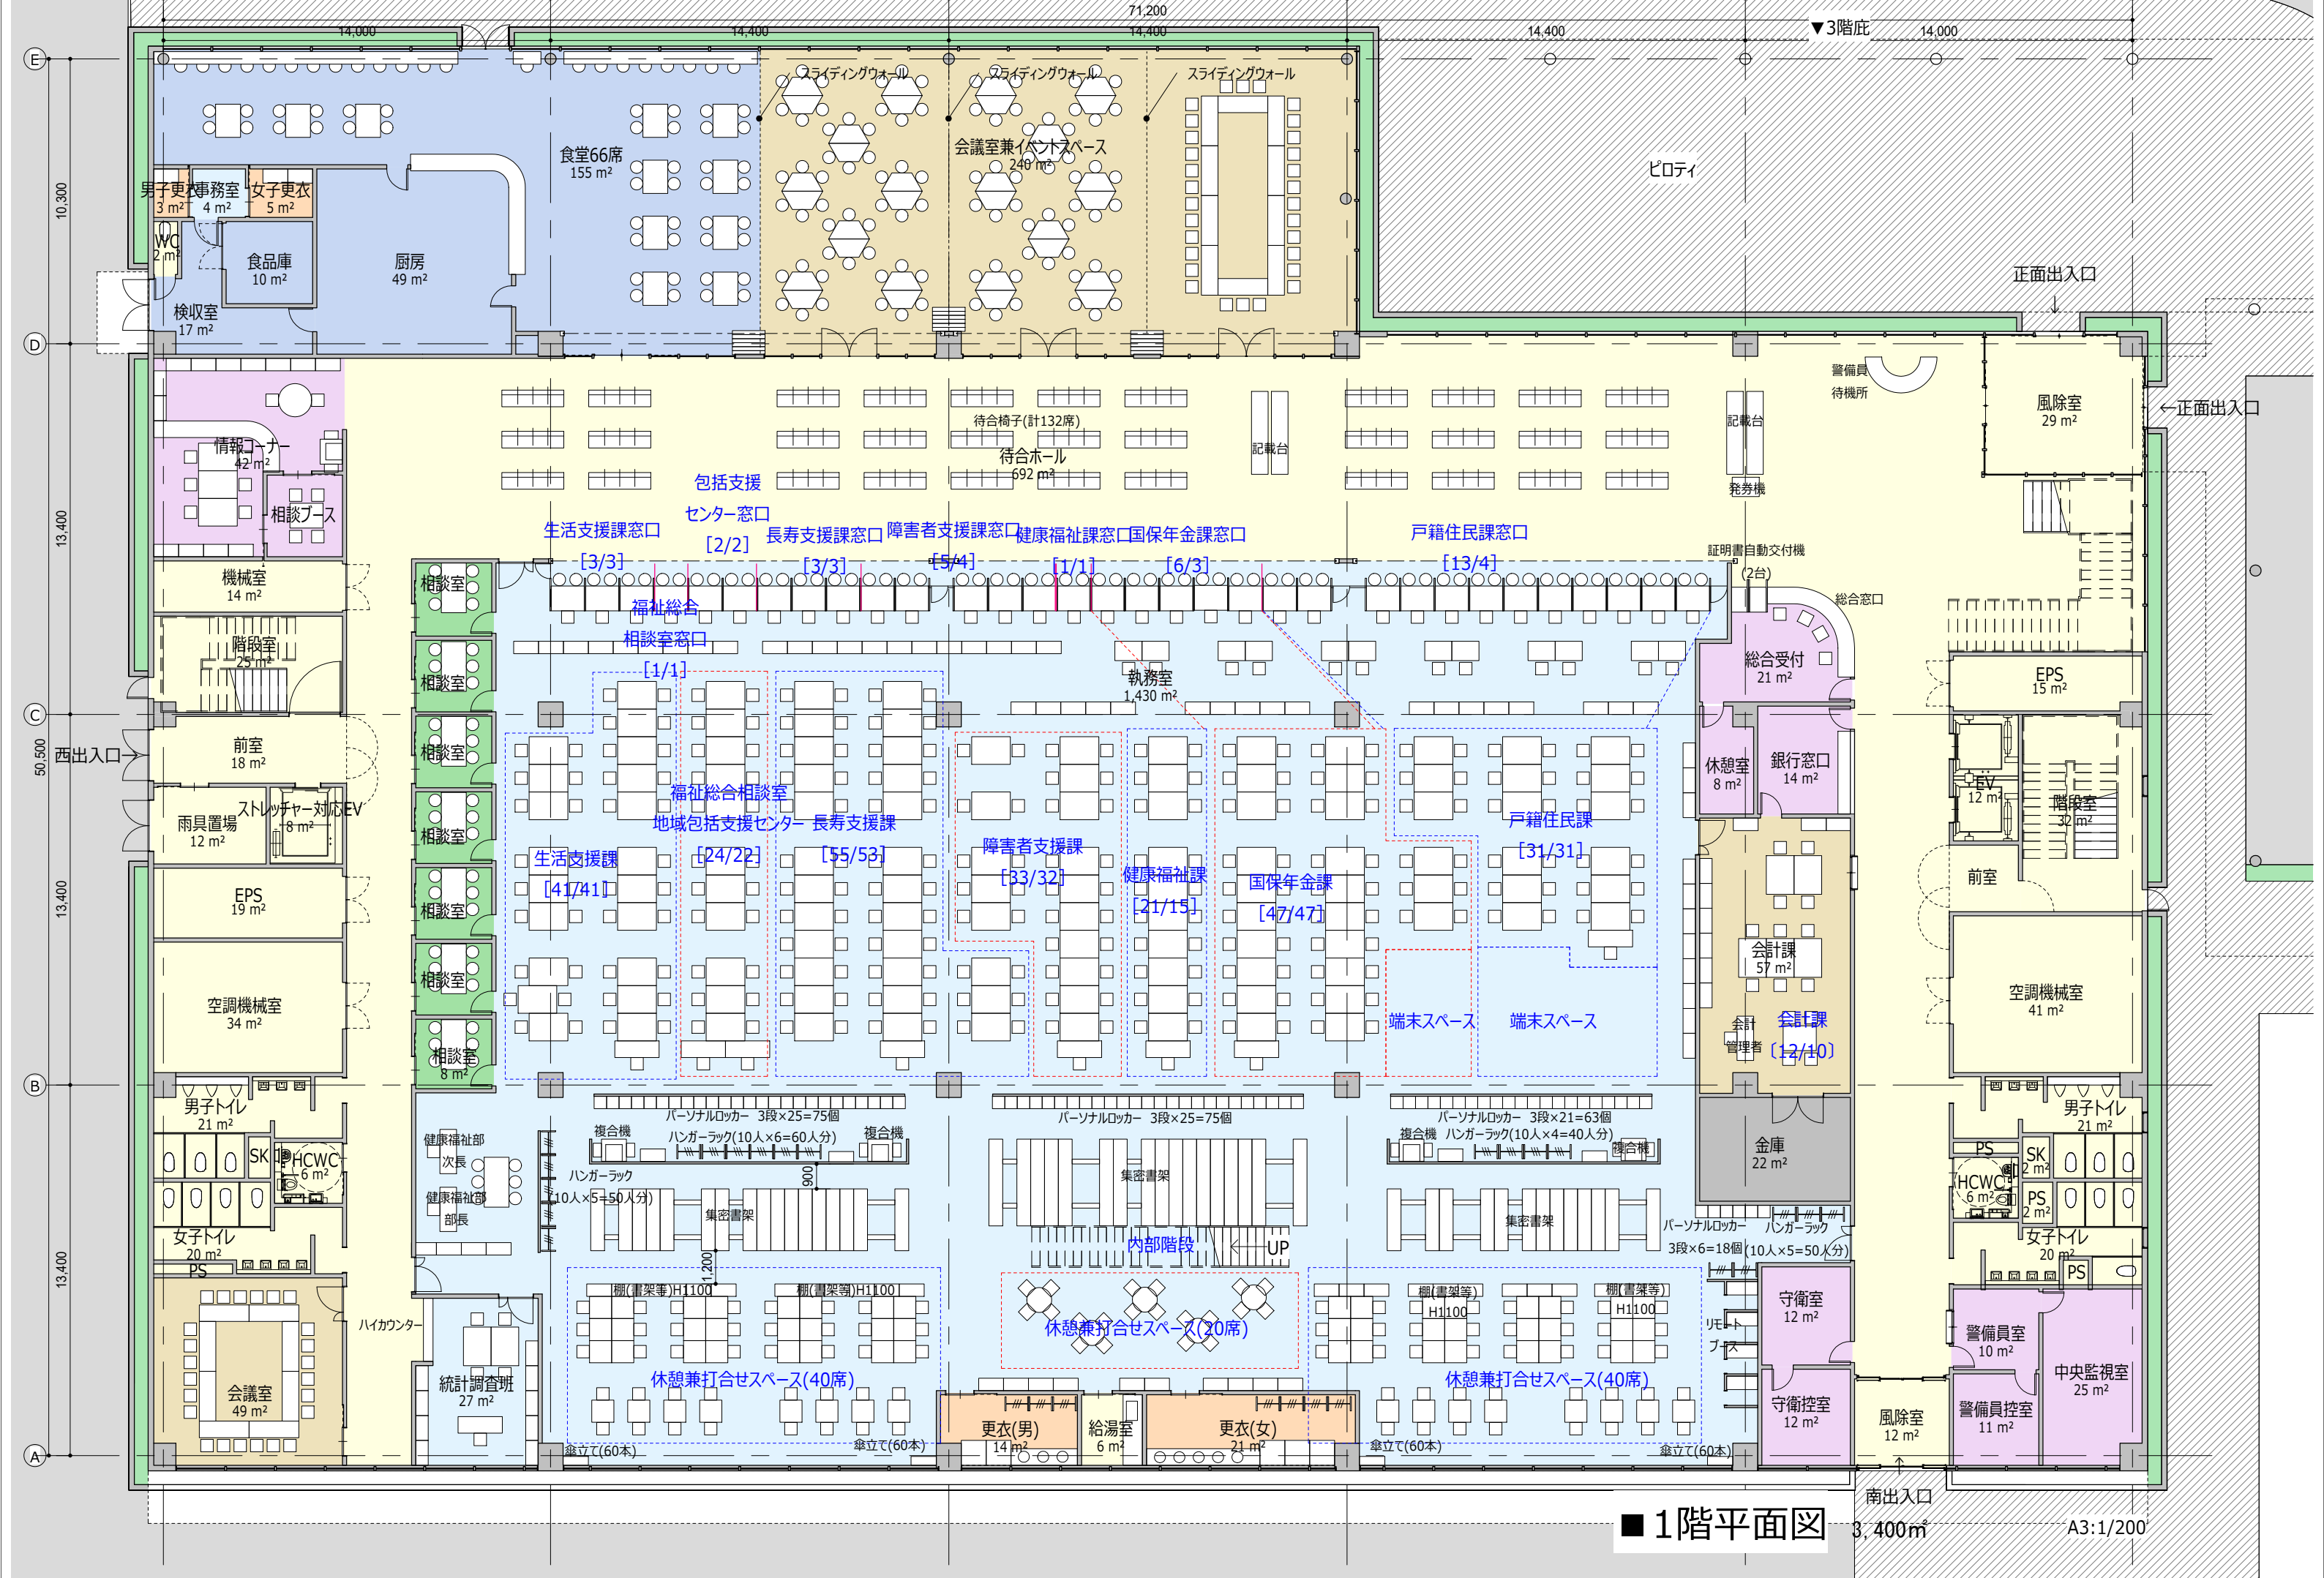 71,200
14,000
14,400
14,400
14,400
14,000
▼3階庇
E
D
C
B
A
10,300
13,400
50,500
13,400
13,400
スライディングウォール
スライディングウォール
スライディングウォール
食堂66席
155 m²
会議室兼イベントスペース
240 m²
ピロティ
男子更衣
3 m²
事務室
4 m²
女子更衣
5 m²
WC
2 m²
食品庫
10 m²
厨房
49 m²
検収室
17 m²
正面出入口
←正面出入口
警備員
待機所
風除室
29 m²
情報コーナー
42 m²
相談ブース
待合椅子(計132席)
待合ホール
692 m²
記載台
記載台
発券機
証明書自動交付機
(2台)
総合窓口
生活支援課窓口
[3/3]
包括支援
センター窓口
[2/2]
長寿支援課窓口
[3/3]
障害者支援課窓口
[5/4]
健康福祉課窓口
[1/1]
国保年金課窓口
[6/3]
戸籍住民課窓口
[13/4]
福祉総合
相談室窓口
[1/1]
機械室
14 m²
階段室
25 m²
前室
18 m²
西出入口→
雨具置場
12 m²
ストレッチャー対応EV
8 m²
EPS
19 m²
空調機械室
34 m²
相談室
相談室
相談室
相談室
相談室
相談室
相談室
8 m²
執務室
1,430 m²
総合受付
21 m²
休憩室
8 m²
銀行窓口
14 m²
EPS
15 m²
EV
12 m²
階段室
32 m²
前室
空調機械室
41 m²
生活支援課
[41/41]
福祉総合相談室
地域包括支援センター
[24/22]
長寿支援課
[55/53]
障害者支援課
[33/32]
健康福祉課
[21/15]
国保年金課
[47/47]
戸籍住民課
[31/31]
端末スペース
端末スペース
会計課
57 m²
会計
管理者
会計課
〔12/10〕
男子トイレ
21 m²
SK
HCWC
6 m²
女子トイレ
20 m²
PS
会議室
49 m²
健康福祉部
次長
健康福祉部
部長
ハイカウンター
統計調査班
27 m²
パーソナルロッカー 3段×25=75個
複合機
ハンガーラック(10人×6=60人分)
複合機
ハンガーラック
(10人×5=50人分)
900
集密書架
1,200
パーソナルロッカー 3段×25=75個
集密書架
内部階段
UP
パーソナルロッカー 3段×21=63個
複合機
ハンガーラック(10人×4=40人分)
複合機
集密書架
金庫
22 m²
パーソナルロッカー
3段×6=18個
ハンガーラック
(10人×5=50人分)
棚(書架等)H1100
棚(書架等)H1100
棚(書架等)
H1100
棚(書架等)
H1100
休憩兼打合せスペース(40席)
休憩兼打合せスペース(20席)
休憩兼打合せスペース(40席)
リモート
ブース
傘立て(60本)
傘立て(60本)
傘立て(60本)
傘立て(60本)
更衣(男)
14 m²
給湯室
6 m²
更衣(女)
21 m²
守衛室
12 m²
守衛控室
12 m²
男子トイレ
21 m²
PS
SK
2 m²
HCWC
6 m²
PS
2 m²
女子トイレ
20 m²
PS
警備員室
10 m²
中央監視室
25 m²
警備員控室
11 m²
風除室
12 m²
南出入口
■1階平面図
3,400㎡
A3:1/200